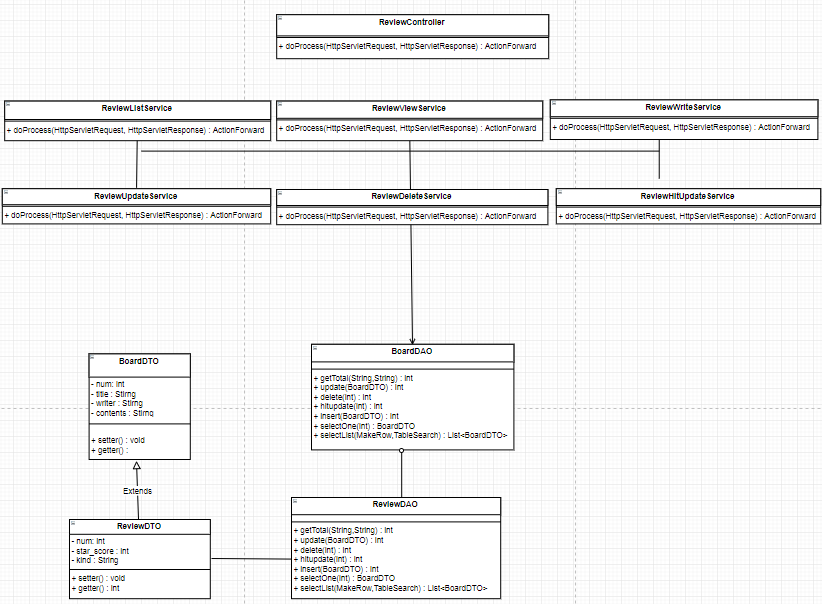 ReviewController
+ doProcess(HttpServletRequest, HttpServletResponse) : ActionForward
ReviewListService
+ doProcess(HttpServletRequest, HttpServletResponse) : ActionForward
ReviewViewService
+ doProcess(HttpServletRequest, HttpServletResponse) : ActionForward
ReviewWriteService
+ doProcess(HttpServletRequest, HttpServletResponse) : ActionForward
ReviewUpdateService
+ doProcess(HttpServletRequest, HttpServletResponse) : ActionForward
ReviewDeleteService
+ doProcess(HttpServletRequest, HttpServletResponse) : ActionForward
ReviewHitUpdateService
+ doProcess(HttpServletRequest, HttpServletResponse) : ActionForward
BoardDTO
- num: int
- title : Stirng
- writer : Stirng
- contents : Stirng
+ setter() : void
+ getter() :
BoardDAO
+ getTotal(String,String) : int
+ update(BoardDTO) : int
+ delete(int) : int
+ hitupdate(int) : int
+ insert(BoardDTO) : int
+ selectOne(int) : BoardDTO
+ selectList(MakeRow,TableSearch) : List<BoardDTO>
Extends
ReviewDTO
- num: int
- star_score : int
- kind : String
+ setter() : void
+ getter() : int
ReviewDAO
+ getTotal(String,String) : int
+ update(BoardDTO) : int
+ delete(int) : int
+ hitupdate(int) : int
+ insert(BoardDTO) : int
+ selectOne(int) : BoardDTO
+ selectList(MakeRow,TableSearch) : List<BoardDTO>